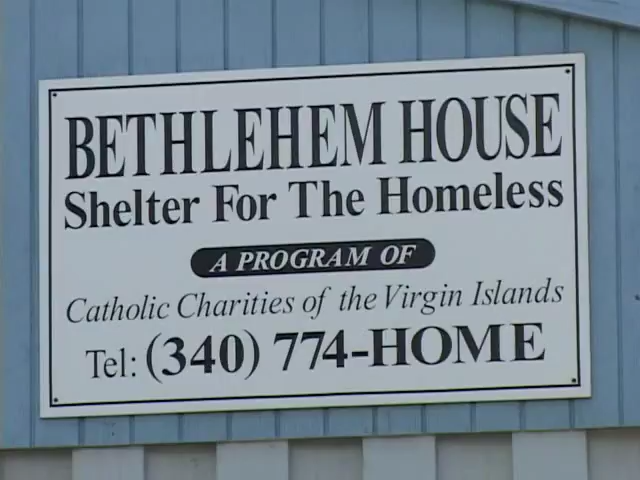 BETHLEHEM HOUSE
Shelter For The Homeless
A PROGRAM OF
Catholic Charities of the Virgin Islands
Tel: (340) 774-HOME